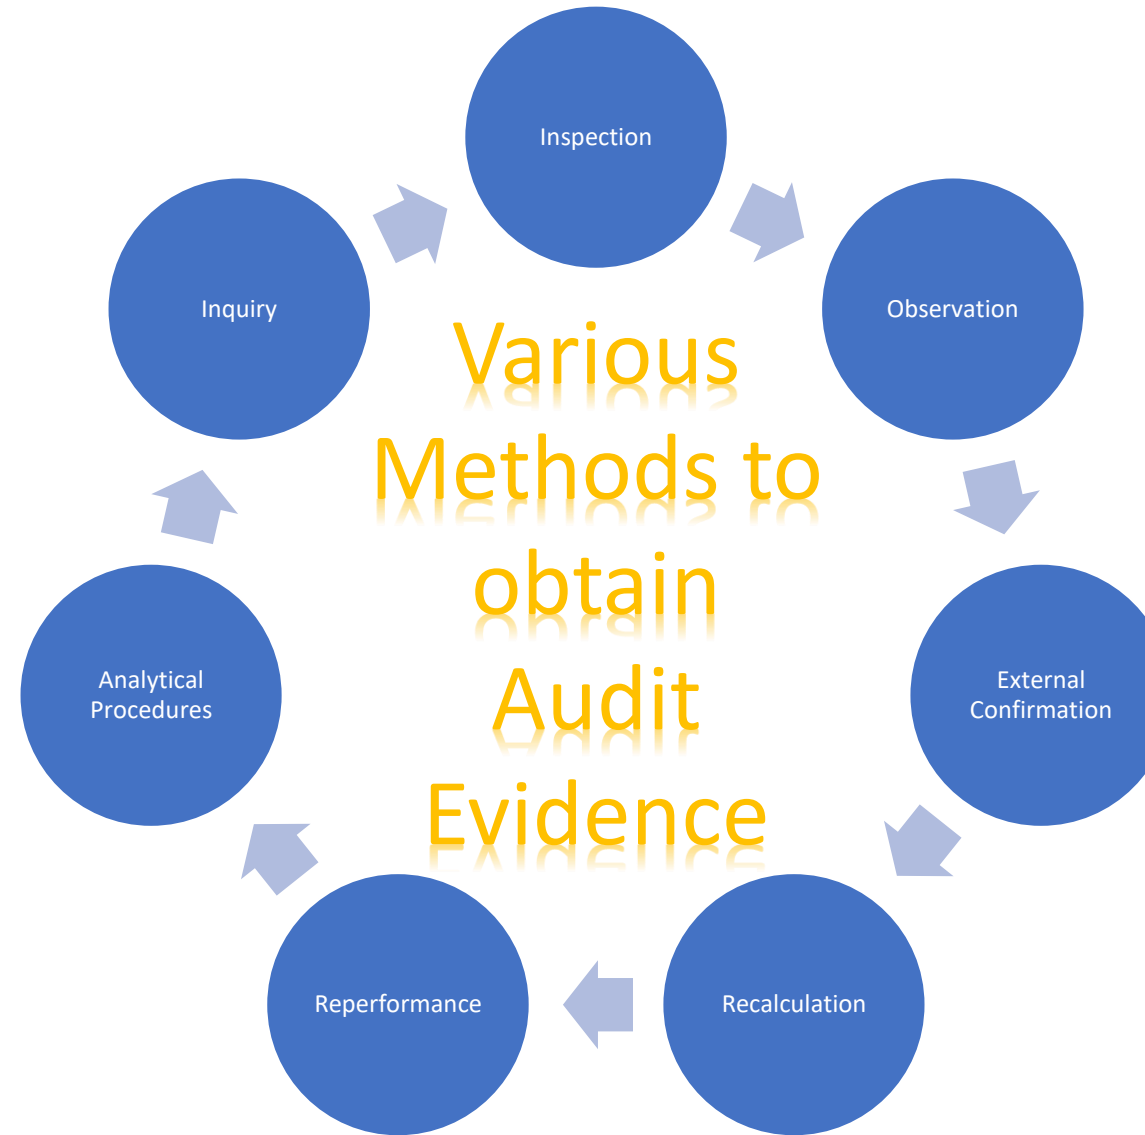 Inspection
Observation
External
Confirmation
Recalculation
Reperformance
Analytical
Procedures
Inquiry
Various
Methods to
obtain
Audit
Evidence